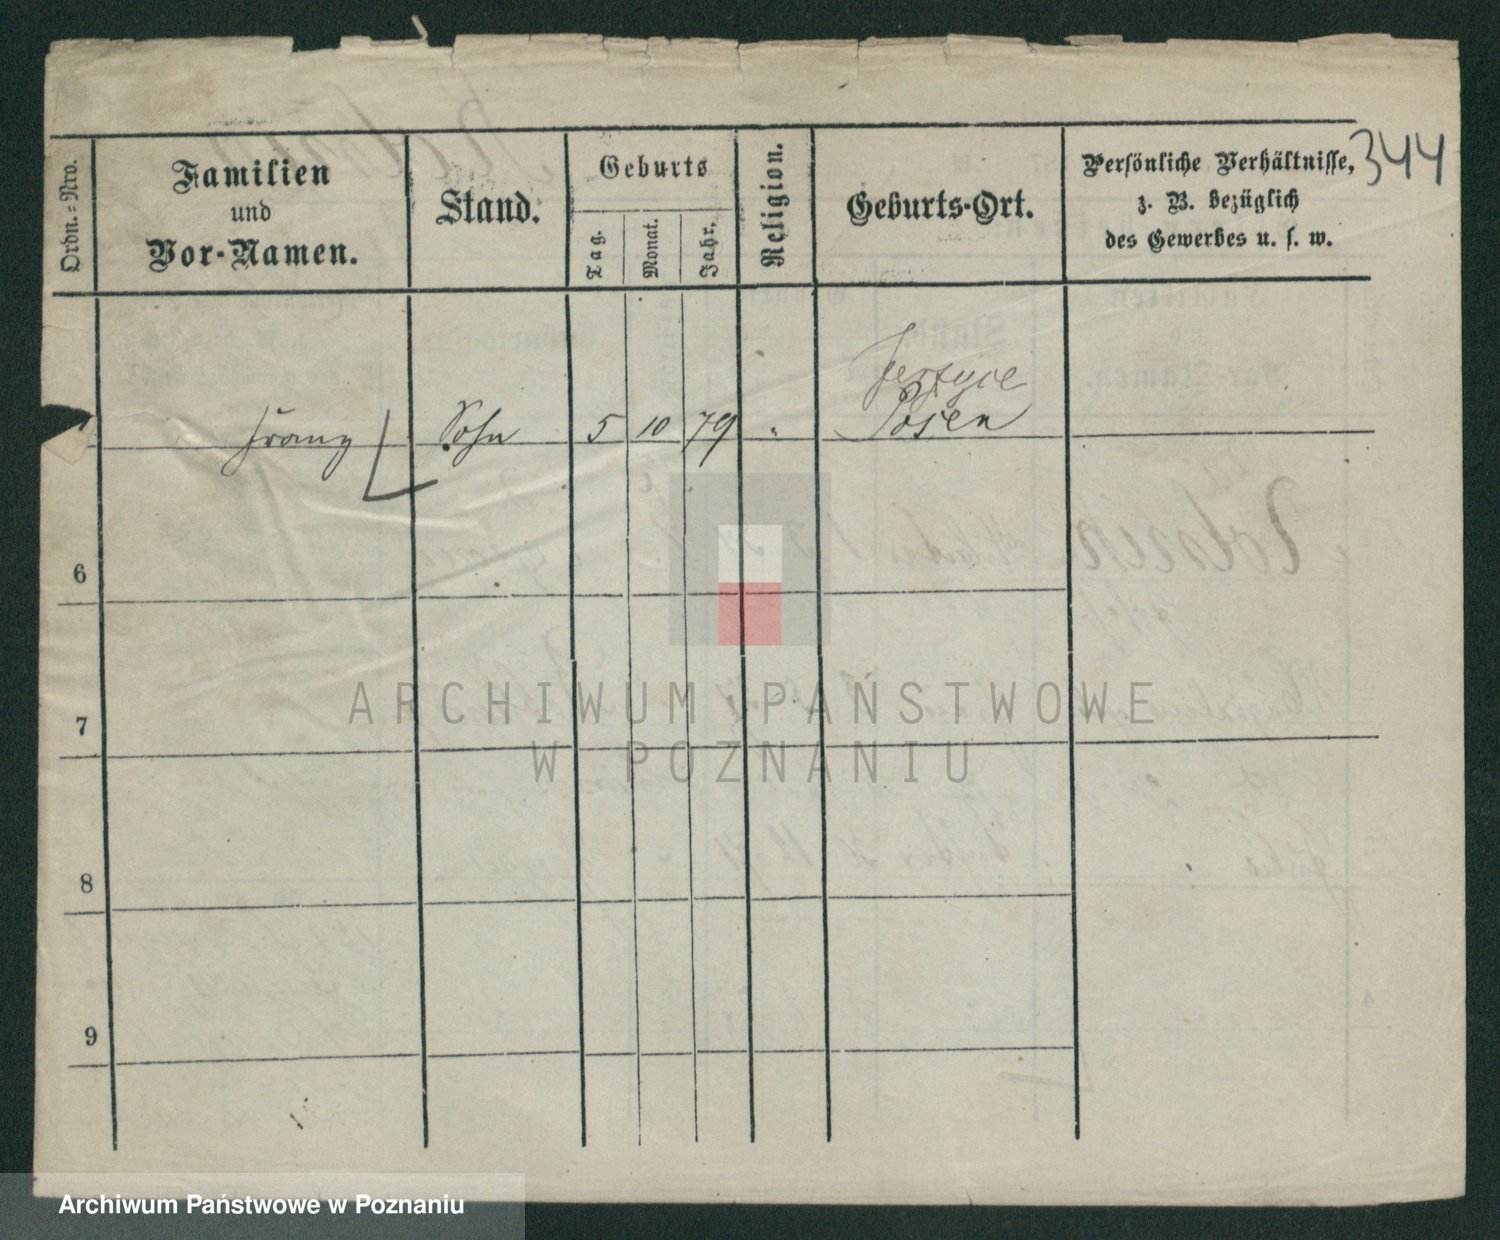 344
Ordn.-Nro.
Familien
und
Vor-Namen.
Stand.
Geburts
Tag.
Monat.
Jahr.
Religion.
Geburts-Ort.
Persönliche Verhältnisse,
z. B. bezüglich
des Gewerbes u. s. w.
Jersyce
Franz Sohn 5 10 79 " Posen
6
7
8
9
ARCHIWUM PAŃSTWOWE
W POZNANIU
Archiwum Państwowe w Poznaniu